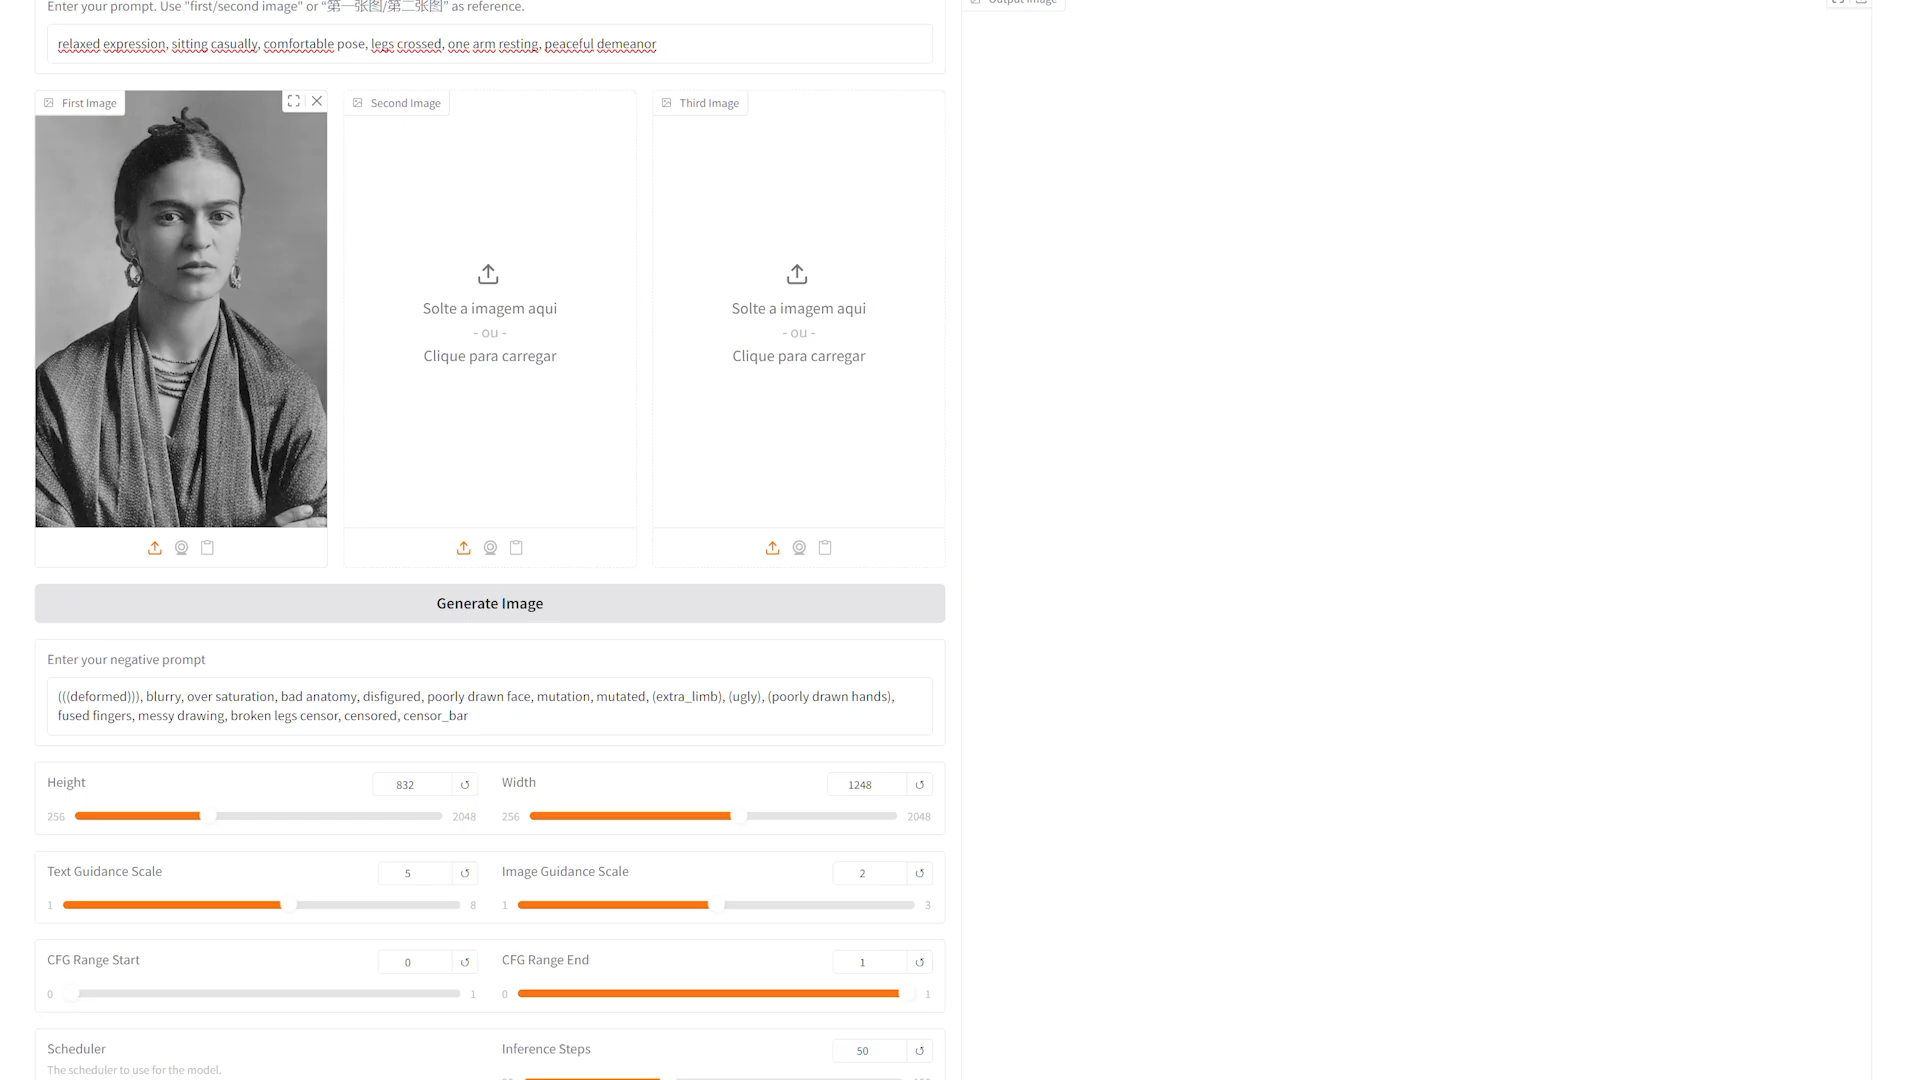 Enter your prompt. Use "first/second image" or “第一张图/第二张图” as reference.
Output Image
relaxed expression, sitting casually, comfortable pose, legs crossed, one arm resting, peaceful demeanor
First Image
Second Image
Third Image
Solte a imagem aqui
- ou -
Clique para carregar
Solte a imagem aqui
- ou -
Clique para carregar
Generate Image
Enter your negative prompt
(((deformed))), blurry, over saturation, bad anatomy, disfigured, poorly drawn face, mutation, mutated, (extra_limb), (ugly), (poorly drawn hands),
fused fingers, messy drawing, broken legs censor, censored, censor_bar
Height 832
256 2048
Width 1248
256 2048
Text Guidance Scale 5
1 8
Image Guidance Scale 2
1 3
CFG Range Start 0
0 1
CFG Range End 1
0 1
Scheduler
The scheduler to use for the model.
Inference Steps 50